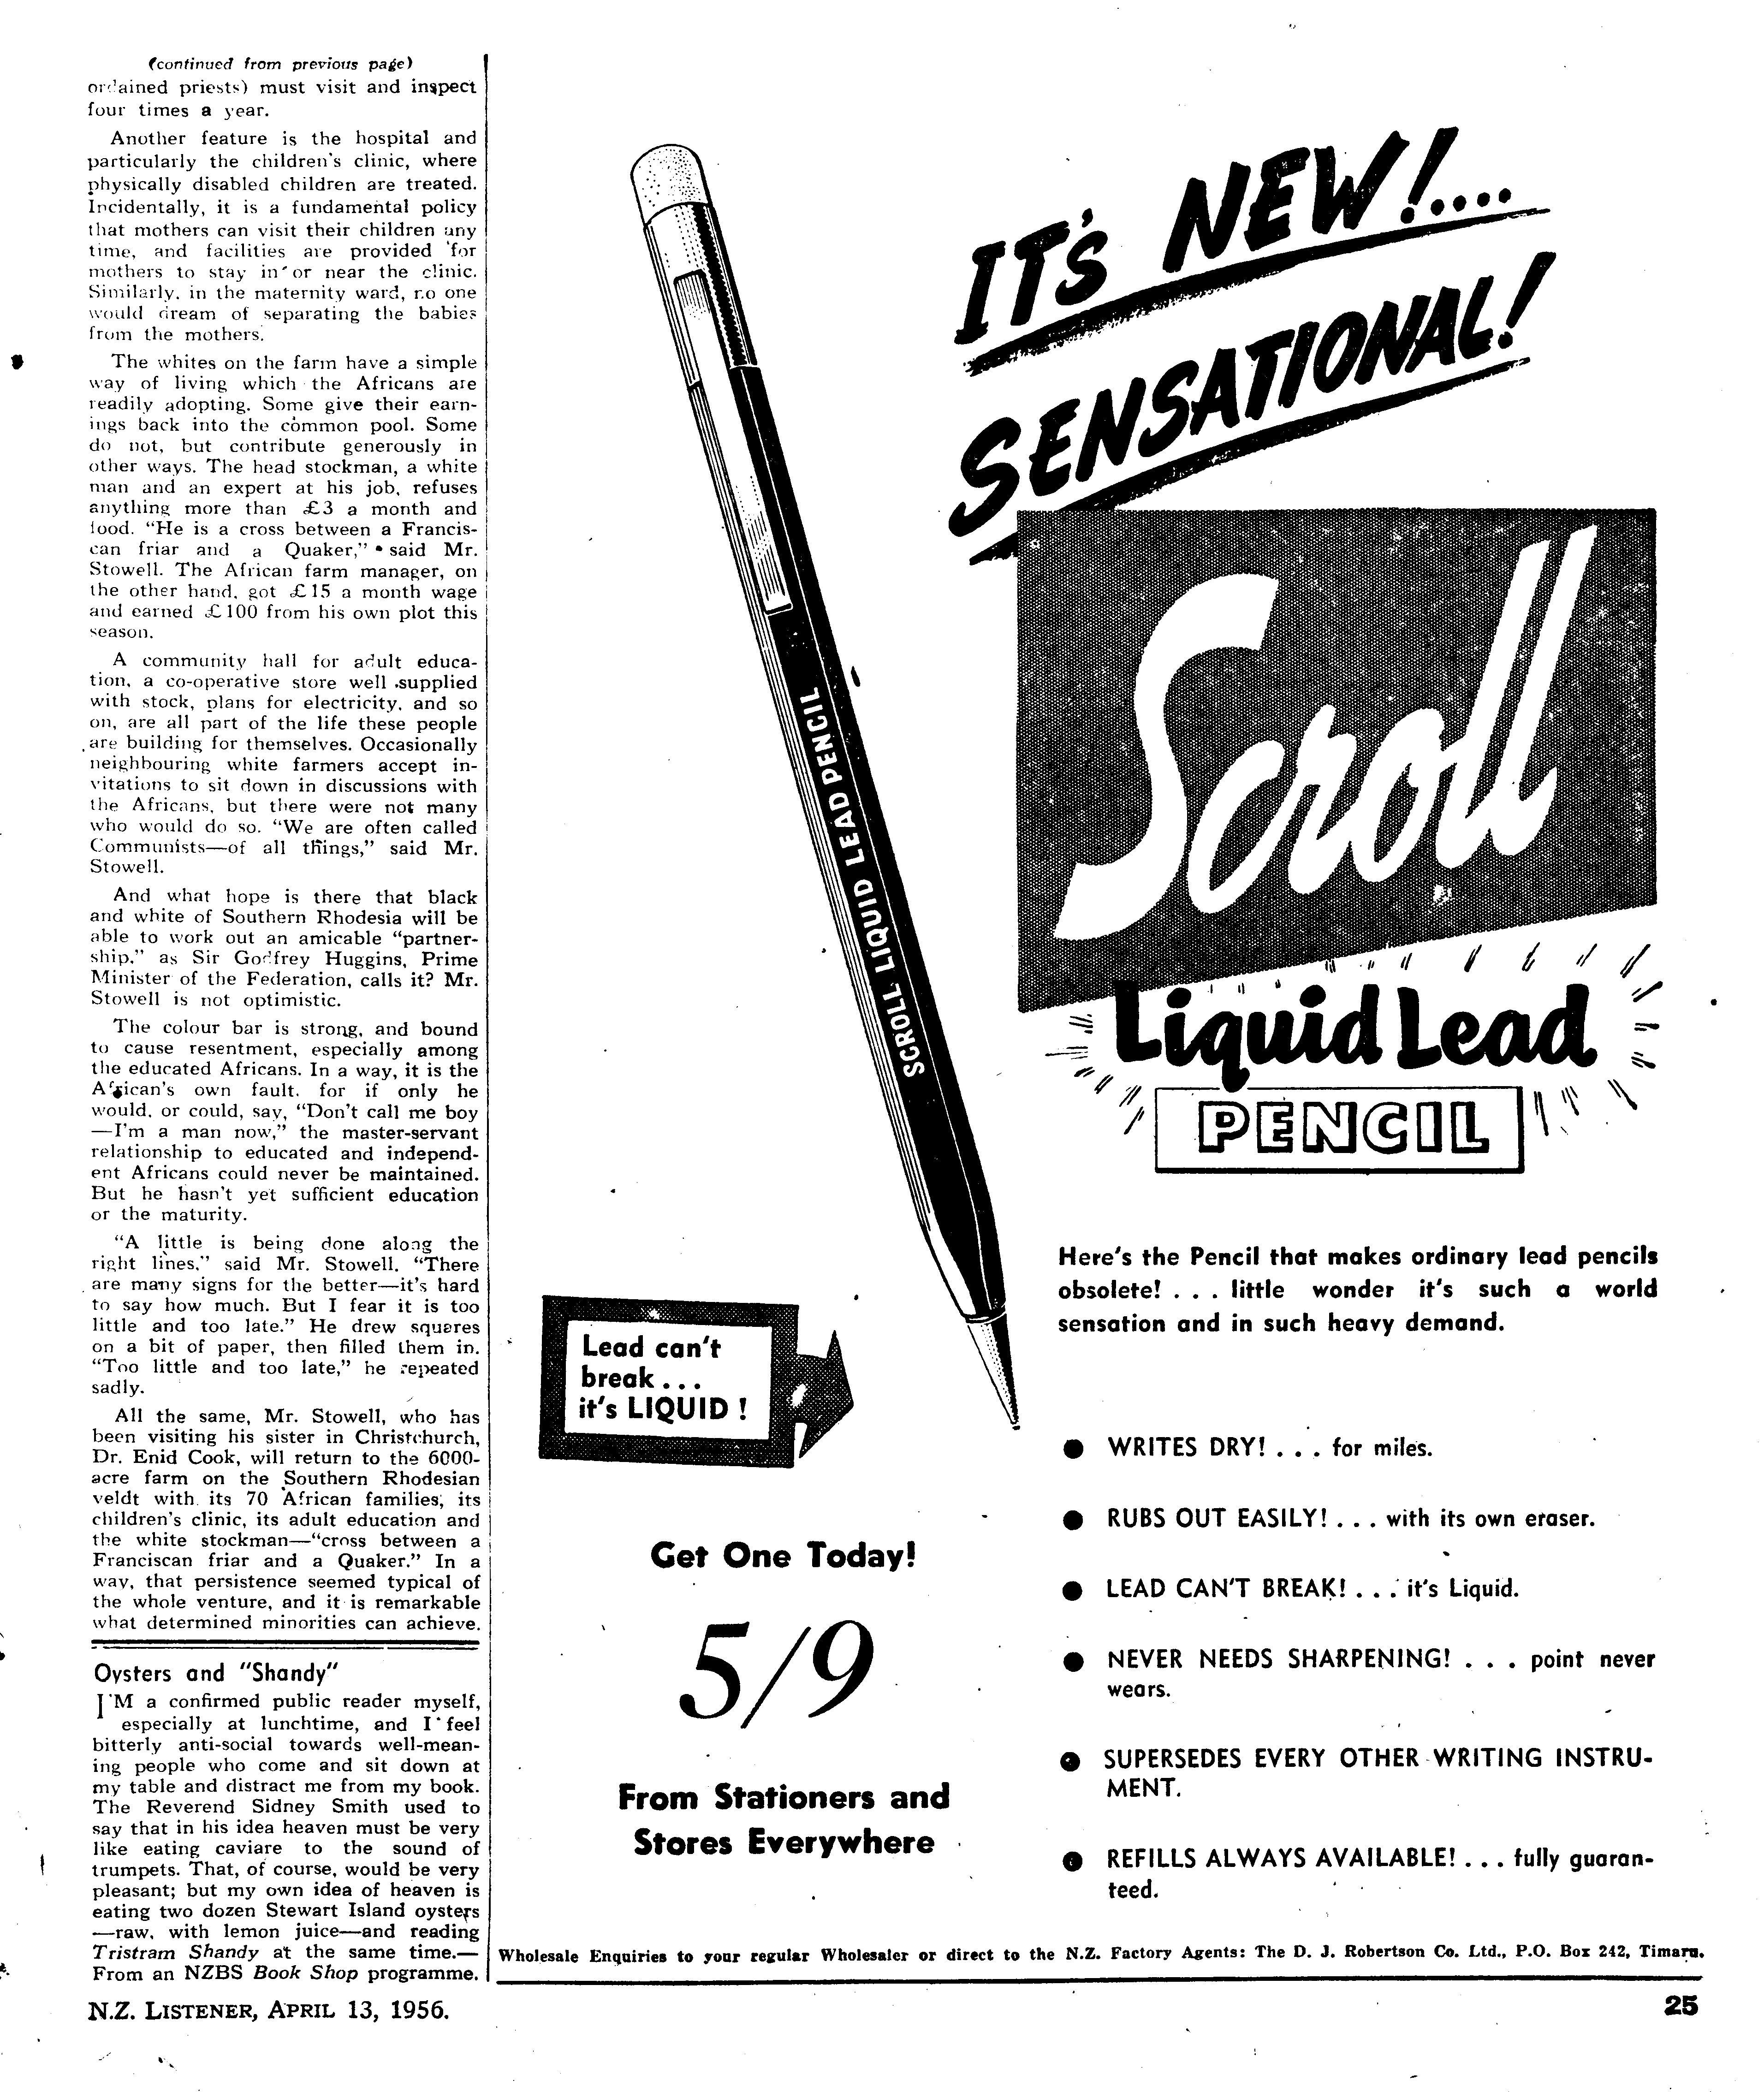 (continued from previous page)
ordained priests) must visit and inspect
four times a year.
Another feature is the hospital and
particularly the children's clinic, where
physically disabled children are treated.
Incidentally, it is a fundamental policy
that mothers can visit their children any
time, and facilities are provided for
mothers to stay in or near the clinic.
Similarly, in the maternity ward, no one
would dream of separating the babies
from the mothers.
The whites on the farm have a simple
way of living which the Africans are
readily adopting. Some give their earn-
ings back into the common pool. Some
do not, but contribute generously in
other ways. The head stockman, a white
man and an expert at his job, refuses
anything more than £3 a month and
food. "He is a cross between a Francis-
can friar and a Quaker," said Mr.
Stowell. The African farm manager, on
the other hand, got £15 a month wage
and earned £100 from his own plot this
season.
A community hall for adult educa-
tion, a co-operative store well supplied
with stock, plans for electricity, and so
on, are all part of the life these people
are building for themselves. Occasionally
neighbouring white farmers accept in-
vitations to sit down in discussions with
the Africans, but there were not many
who would do so. "We are often called
Communists—of all things," said Mr.
Stowell.
And what hope is there that black
and white of Southern Rhodesia will be
able to work out an amicable "partner-
ship," as Sir Godfrey Huggins, Prime
Minister of the Federation, calls it? Mr.
Stowell is not optimistic.
The colour bar is strong, and bound
to cause resentment, especially among
the educated Africans. In a way, it is the
African's own fault, for if only he
would, or could, say, "Don't call me boy
—I'm a man now," the master-servant
relationship to educated and independ-
ent Africans could never be maintained.
But he hasn't yet sufficient education
or the maturity.
"A little is being done along the
right lines," said Mr. Stowell. "There
are many signs for the better—it's hard
to say how much. But I fear it is too
little and too late." He drew squares
on a bit of paper, then filled them in.
"Too little and too late," he repeated
sadly.
All the same, Mr. Stowell, who has
been visiting his sister in Christchurch,
Dr. Enid Cook, will return to the 6000-
acre farm on the Southern Rhodesian
veldt with its 70 African families, its
children's clinic, its adult education and
the white stockman—"cross between a
Franciscan friar and a Quaker." In a
way, that persistence seemed typical of
the whole venture, and it is remarkable
what determined minorities can achieve.
Oysters and "Shandy"
I'M a confirmed public reader myself,
especially at lunchtime, and I feel
bitterly anti-social towards well-mean-
ing people who come and sit down at
my table and distract me from my book.
The Reverend Sidney Smith used to
say that in his idea heaven must be very
like eating caviare to the sound of
trumpets. That, of course, would be very
pleasant; but my own idea of heaven is
eating two dozen Stewart Island oysters
—raw, with lemon juice—and reading
Tristram Shandy at the same time.—
From an NZBS Book Shop programme.
IT'S NEW!....
SENSATIONAL!
Scroll
Liquid Lead
PENCIL
SCROLL LIQUID LEAD PENCIL
Here's the Pencil that makes ordinary lead pencils
obsolete! . . . little wonder it's such a world
sensation and in such heavy demand.
Lead can't
break . . .
it's LIQUID !
Get One Today!
5/9
From Stationers and
Stores Everywhere
● WRITES DRY! . . . for miles.
● RUBS OUT EASILY! . . . with its own eraser.
● LEAD CAN'T BREAK! . . . it's Liquid.
● NEVER NEEDS SHARPENING! . . . point never
wears.
● SUPERSEDES EVERY OTHER WRITING INSTRU-
MENT.
● REFILLS ALWAYS AVAILABLE! . . . fully guaran-
teed.
Wholesale Enquiries to your regular Wholesaler or direct to the N.Z. Factory Agents: The D. J. Robertson Co. Ltd., P.O. Box 242, Timaru.
N.Z. LISTENER, APRIL 13, 1956.
25